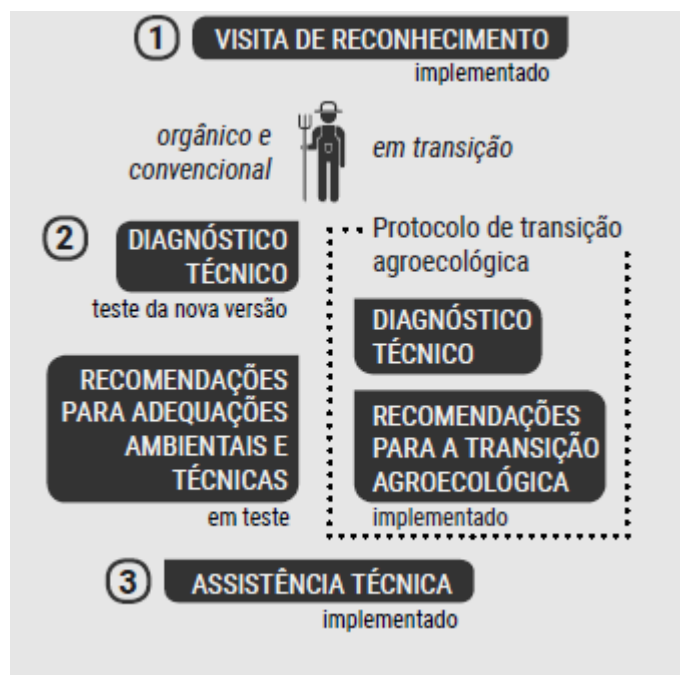 1 VISITA DE RECONHECIMENTO
implementado
orgânico e
convencional
em transição
2 DIAGNÓSTICO
TÉCNICO
teste da nova versão
RECOMENDAÇÕES
PARA ADEQUAÇÕES
AMBIENTAIS E
TÉCNICAS
em teste
Protocolo de transição
agroecológica
DIAGNÓSTICO
TÉCNICO
RECOMENDAÇÕES
PARA A TRANSIÇÃO
AGROECOLÓGICA
implementado
3 ASSISTÊNCIA TÉCNICA
implementado